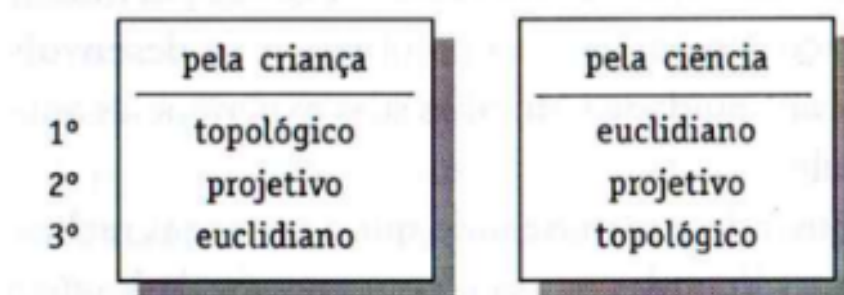 pela criança pela ciência
1º topológico euclidiano
2º projetivo projetivo
3º euclidiano topológico